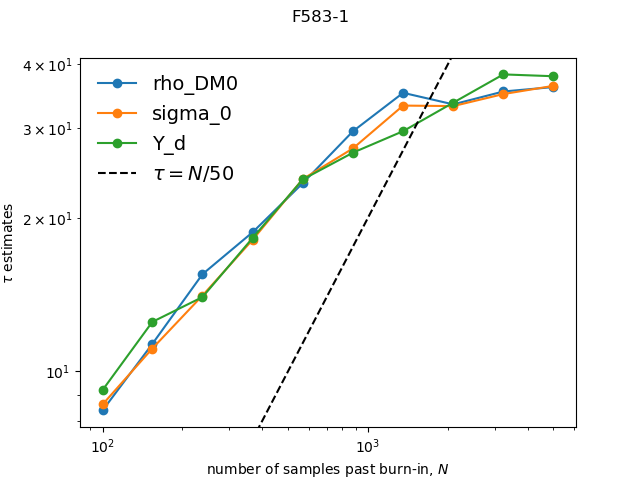 F583-1
4 × 10¹
3 × 10¹
2 × 10¹
10¹
τ estimates
rho_DM0
sigma_0
Y_d
τ = N/50
10²
10³
number of samples past burn-in, N